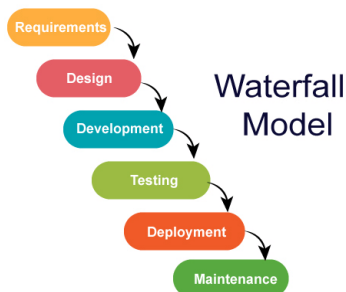 Requirements
Design
Waterfall
Model
Development
Testing
Deployment
Maintenance